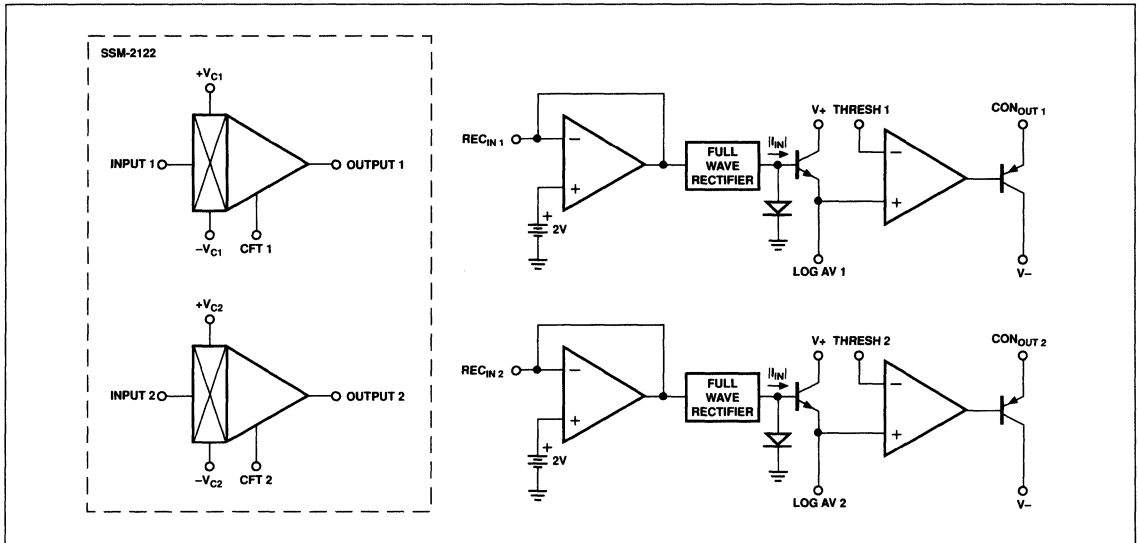 SSM-2122
+VC1
INPUT 1
OUTPUT 1
-VC1
CFT 1
+VC2
INPUT 2
OUTPUT 2
-VC2
CFT 2
RECIN 1
-
+
+
2V
FULL
WAVE
RECTIFIER
|IIN|
V+
THRESH 1
-
+
LOG AV 1
CONOUT 1
V–
RECIN 2
-
+
+
2V
FULL
WAVE
RECTIFIER
|IIN|
V+
THRESH 2
-
+
LOG AV 2
CONOUT 2
V–